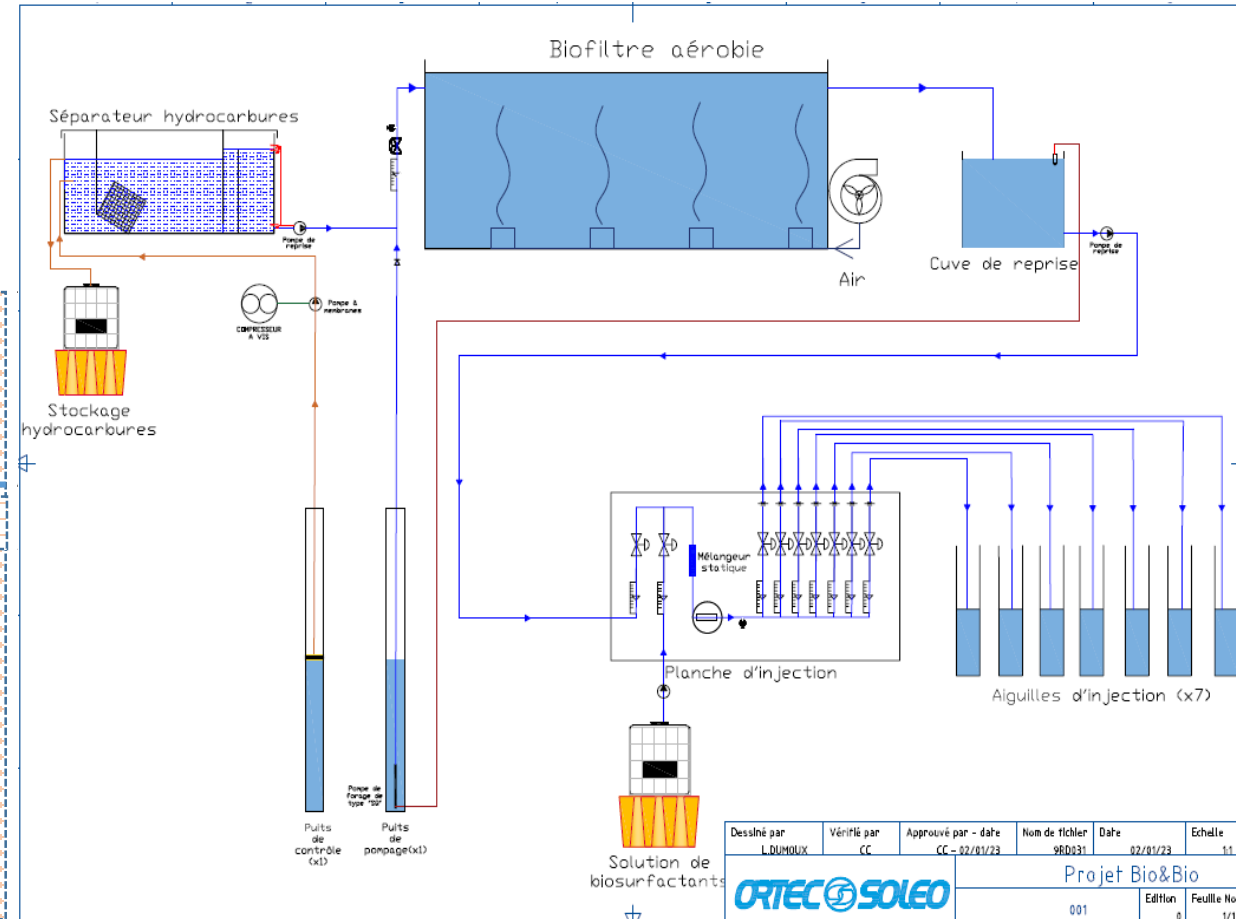 Biofiltre aérobie
Séparateur hydrocarbures
Pompe de
reprise
Air
Cuve de reprise
Pompe de
reprise
COMPRESSEUR
A VIS
Pompe à
membranes
Stockage
hydrocarbures
Mélangeur
statique
Planche d'injection
Aiguilles d'injection (x7)
Pompe de
forage de
type "SQ"
Puits
de
contrôle
(x1)
Puits
de
pompage(x1)
Solution de
biosurfactants
Dessiné par
L.DUMOUX
Vérifié par
CC
Approuvé par - date
CC - 02/01/23
Nom de fichier
9RD031
Date
02/01/23
Echelle
1:1
ORTEC SOLEO
Projet Bio&Bio
001
Edition
0
Feuille No
1/1